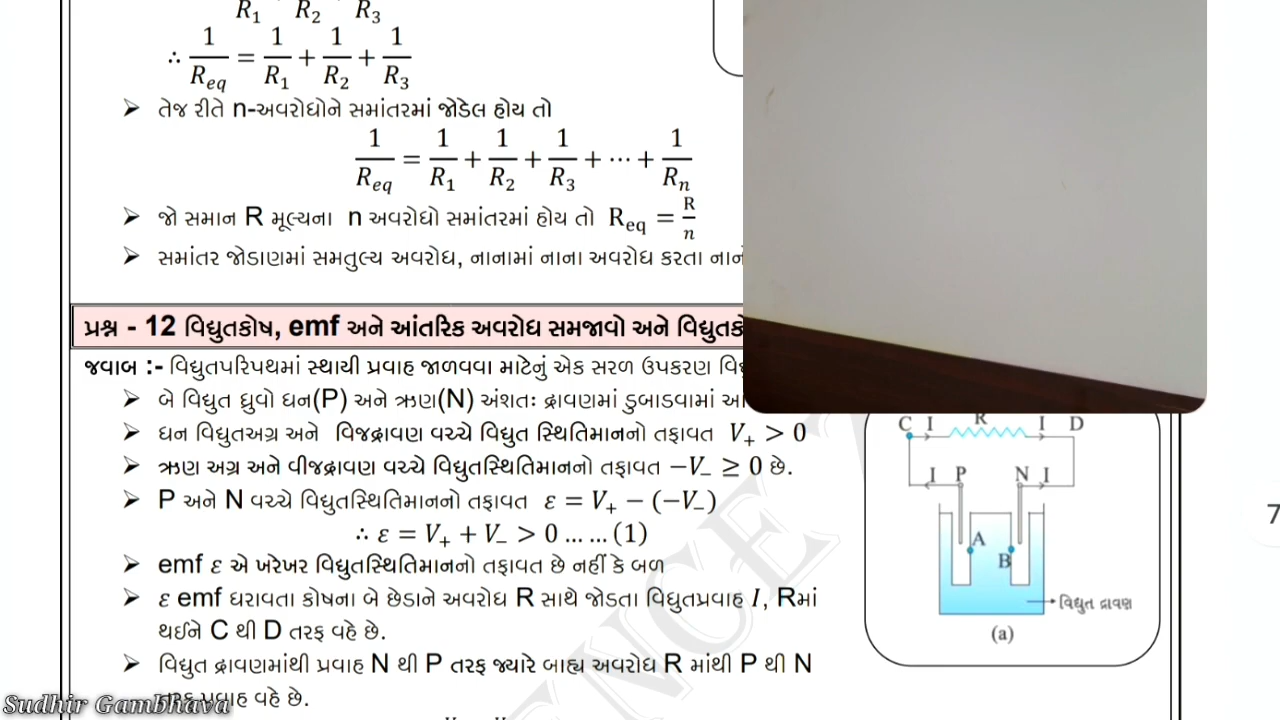 R₁ R₂ R₃
∴ 1/R_eq = 1/R₁ + 1/R₂ + 1/R₃
➤ તેજ રીતે n-અવરોધોને સમાંતરમાં જોડેલ હોય તો
1/R_eq = 1/R₁ + 1/R₂ + 1/R₃ + ⋯ + 1/Rₙ
➤ જો સમાન R મૂલ્યના n અવરોધો સમાંતરમાં હોય તો R_eq = R/n
➤ સમાંતર જોડાણમાં સમતુલ્ય અવરોધ, નાનામાં નાના અવરોધ કરતા
પ્રશ્ન - 12 વિદ્યુતકોષ, emf અને આંતરિક અવરોધ સમજાવો અને
જવાબ :- વિદ્યુતપરિપથમાં સ્થાયી પ્રવાહ જાળવવા માટેનું એક સરળ ઉપકરણ
➤ બે વિદ્યુત ધ્રુવો ધન(P) અને ઋણ(N) અંશતઃ દ્રાવણમાં ડુબાડવામાં
➤ ધન વિદ્યુતઅગ્ર અને વિજદ્રાવણ વચ્ચે વિદ્યુત સ્થિતિમાનનો તફાવત V₊ > 0
➤ ઋણ અગ્ર અને વીજદ્રાવણ વચ્ચે વિદ્યુતસ્થિતિમાનનો તફાવત −V₋ ≥ 0 છે.
➤ P અને N વચ્ચે વિદ્યુતસ્થિતિમાનનો તફાવત ε = V₊ − (−V₋)
∴ ε = V₊ + V₋ > 0 … … (1)
➤ emf ε એ ખરેખર વિદ્યુતસ્થિતિમાનનો તફાવત છે નહીં કે બળ
➤ ε emf ધરાવતા કોષના બે છેડાને અવરોધ R સાથે જોડતા વિદ્યુતપ્રવાહ I, Rમાં
થઈને C થી D તરફ વહે છે.
➤ વિદ્યુત દ્રાવણમાંથી પ્રવાહ N થી P તરફ જ્યારે બાહ્ય અવરોધ R માંથી P થી N
તરફ પ્રવાહ વહે છે.
C I R I D
I P N I
A
B
વિદ્યુત દ્રાવણ
(a)
7
Sudhir Gambhava